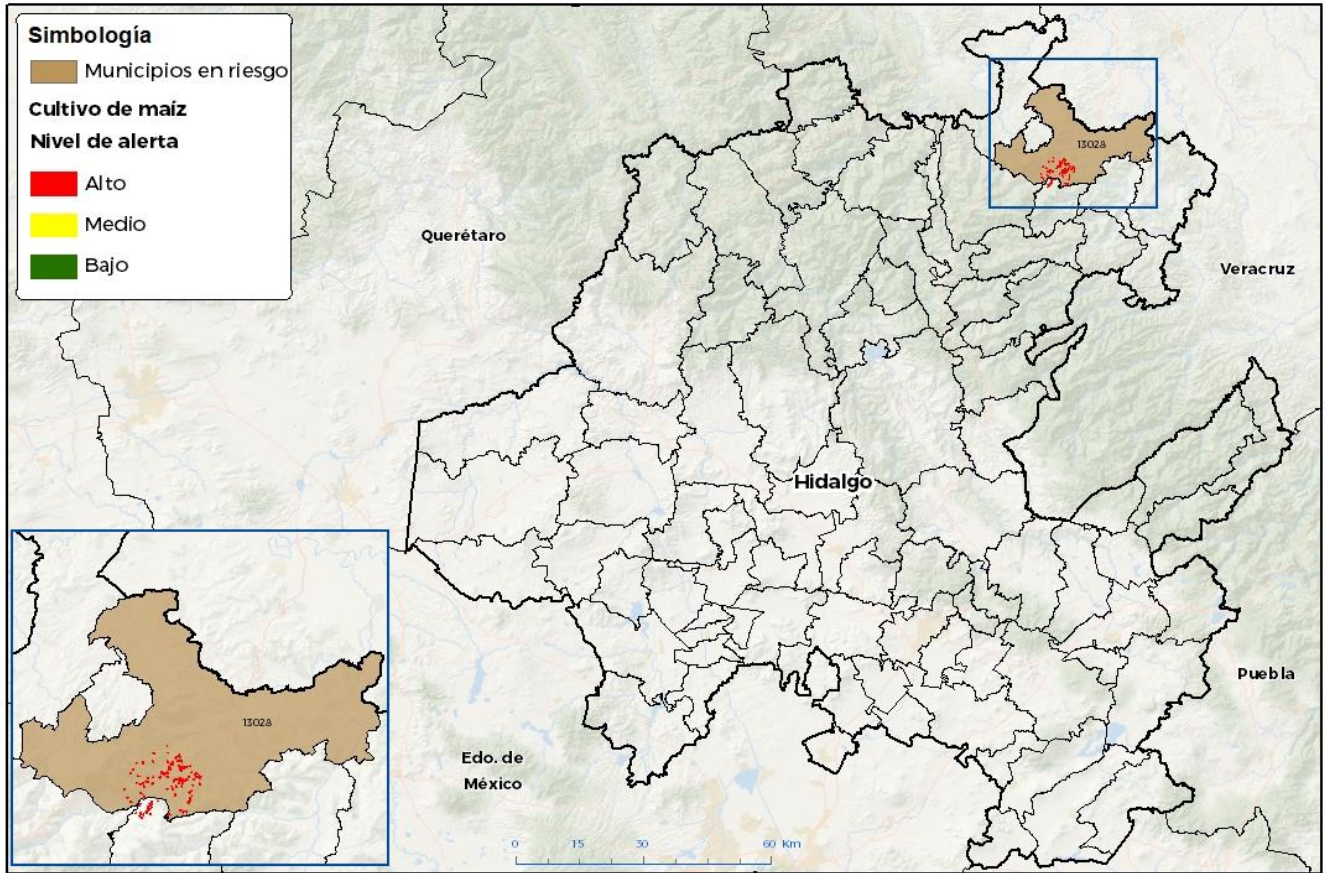 Simbología
Municipios en riesgo
Cultivo de maíz
Nivel de alerta
Alto
Medio
Bajo
13028
Querétaro
Veracruz
Hidalgo
13028
Puebla
Edo. de
México
0 15 30 60 Km